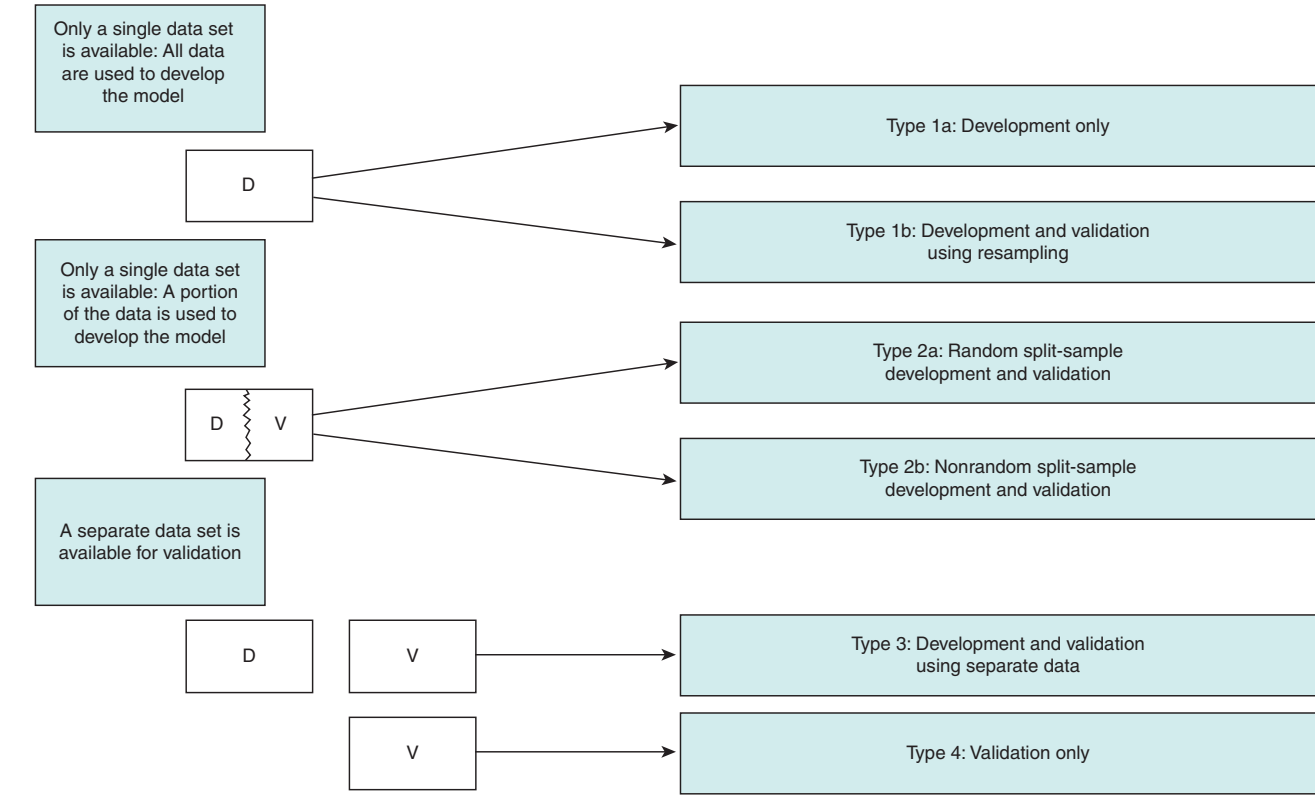 Only a single data set
is available: All data
are used to develop
the model
Type 1a: Development only
D
Type 1b: Development and validation
using resampling
Only a single data set
is available: A portion
of the data is used to
develop the model
Type 2a: Random split-sample
development and validation
D V
Type 2b: Nonrandom split-sample
development and validation
A separate data set is
available for validation
D V
Type 3: Development and validation
using separate data
V
Type 4: Validation only